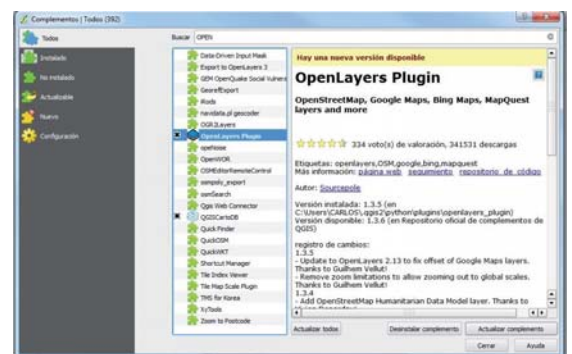 Complementos | Todos (392)
Todos
Instalado
No instalado
Actualizable
Nuevo
Configuración
Buscar OPEN
Data Driven Input Mask
Export to OpenLayers 3
GEM OpenQuake Social Vulnera
GeorefExport
iRods
navidata.pl geocoder
OGR2Layers
OpenLayers Plugin
opeNoise
OpenWOR
OSMEditorRemoteControl
osmpoly_export
osmSearch
Qgis Web Connector
QGISCartoDB
Quick Finder
QuickOSM
QuickWKT
Shortcut Manager
Tile Index Viewer
Tile Map Scale Plugin
TMS for Korea
XyTools
Zoom to Postcode
Hay una nueva versión disponible
OpenLayers Plugin
OpenStreetMap, Google Maps, Bing Maps, MapQuest
layers and more
334 voto(s) de valoración, 341531 descargas
Etiquetas: openlayers,OSM,google,bing,mapquest
Más información: página web seguimiento repositorio de código
Autor: Sourcepole
Versión instalada: 1.3.5 (en
C:\Users\CARLOS\.qgis2\python\plugins\openlayers_plugin)
Versión disponible: 1.3.6 (en Repositorio oficial de complementos de
QGIS)
registro de cambios:
1.3.5
- Update to OpenLayers 2.13 to fix offset of Google Maps layers.
Thanks to Guilhem Vellut!
- Remove zoom limitations to allow zooming out to global scales.
Thanks to Guilhem Vellut!
1.3.4
- Add OpenStreetMap Humanitarian Data Model layer. Thanks to
Actualizar todos
Desinstalar complemento
Actualizar complemento
Cerrar
Ayuda